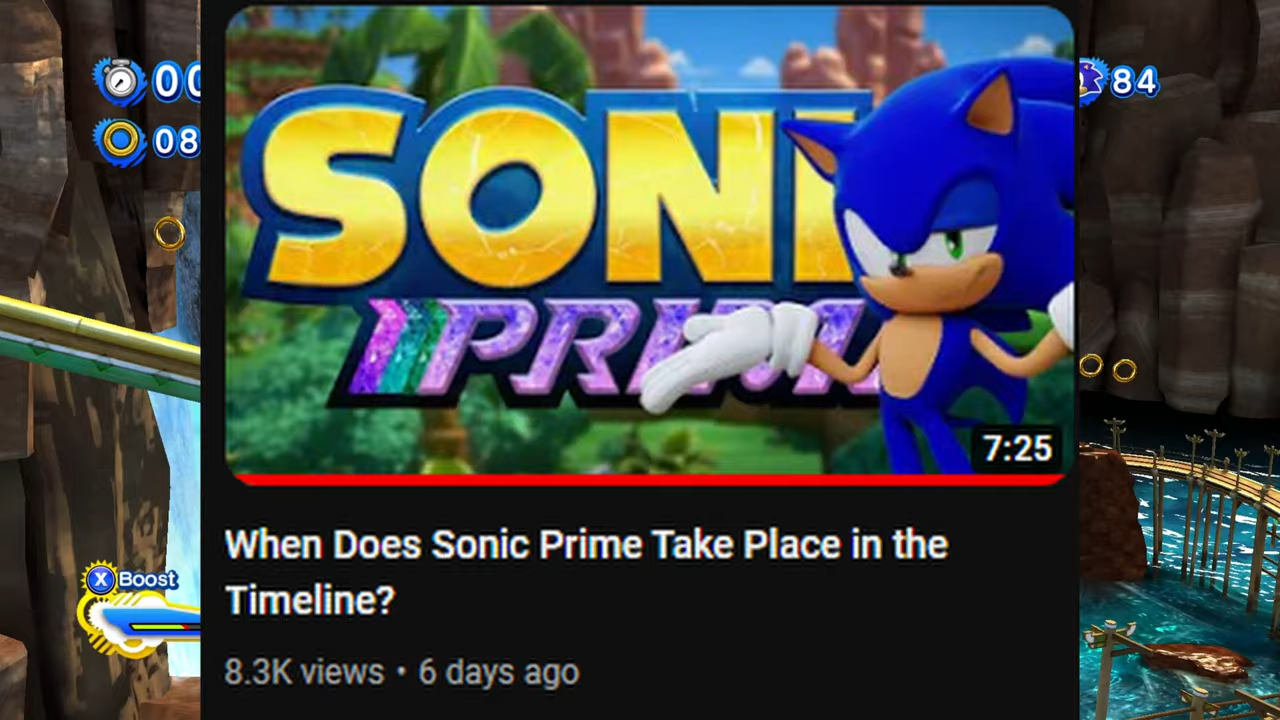 00
84
08
SONI
PRIME
7:25
When Does Sonic Prime Take Place in the
Timeline?
8.3K views • 6 days ago
X Boost